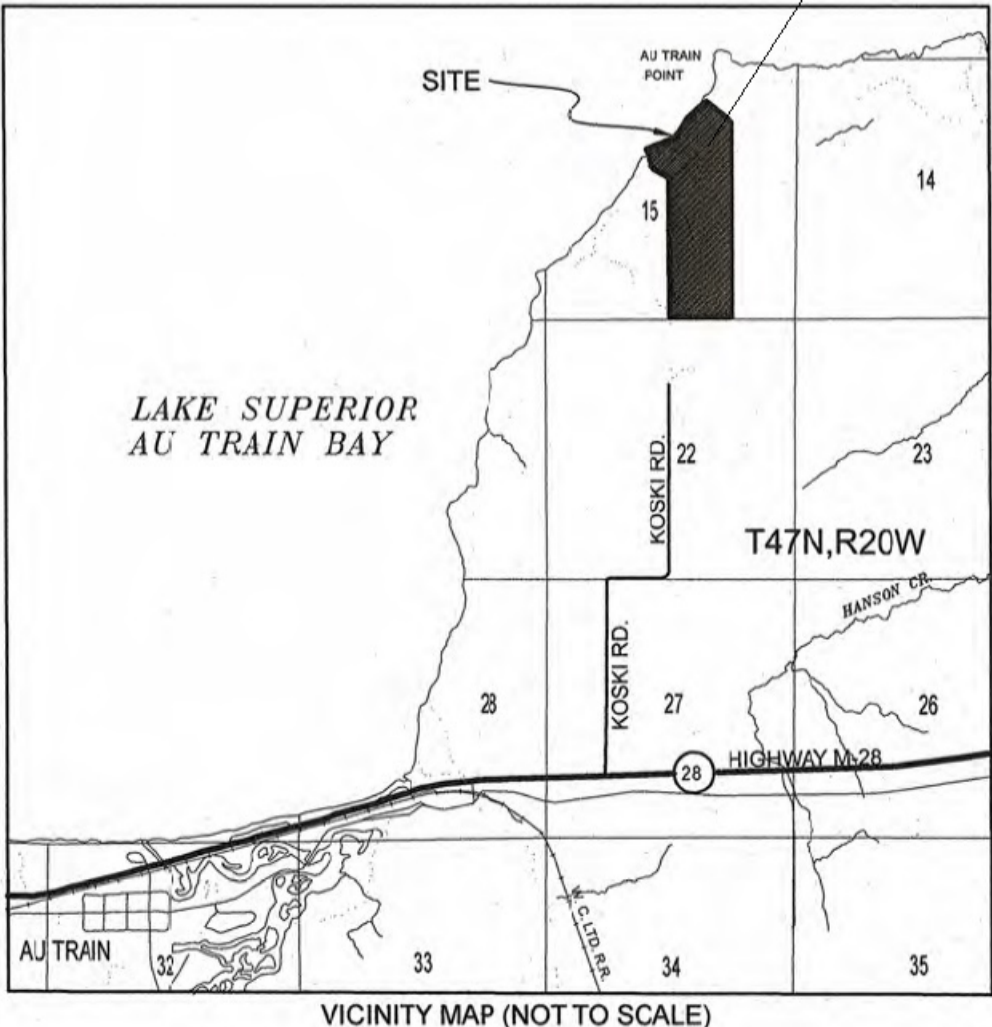 AU TRAIN
POINT
SITE
14
15
LAKE SUPERIOR
AU TRAIN BAY
KOSKI RD.
22
23
T47N,R20W
HANSON CR.
KOSKI RD.
28
27
26
28
HIGHWAY M-28
W. C. LTD. R.R.
AU TRAIN
32
33
34
35
VICINITY MAP (NOT TO SCALE)